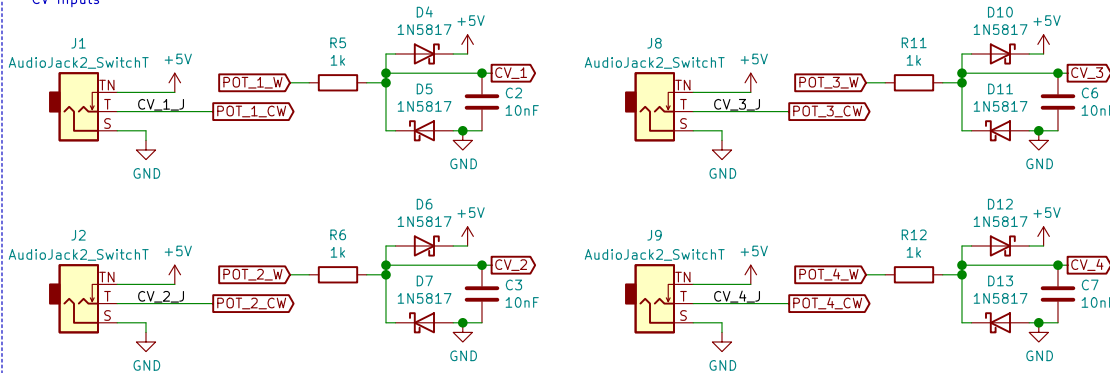 CV Inputs
J1
AudioJack2_SwitchT
+5V
TN
T
S
CV_1_J
GND
POT_1_W
POT_1_CW
R5
1k
D4
1N5817
+5V
D5
1N5817
CV_1
C2
10nF
GND
J8
AudioJack2_SwitchT
+5V
TN
T
S
CV_3_J
GND
POT_3_W
POT_3_CW
R11
1k
D10
1N5817
+5V
D11
1N5817
CV_3
C6
10nF
GND
J2
AudioJack2_SwitchT
+5V
TN
T
S
CV_2_J
GND
POT_2_W
POT_2_CW
R6
1k
D6
1N5817
+5V
D7
1N5817
CV_2
C3
10nF
GND
J9
AudioJack2_SwitchT
+5V
TN
T
S
CV_4_J
GND
POT_4_W
POT_4_CW
R12
1k
D12
1N5817
+5V
D13
1N5817
CV_4
C7
10nF
GND